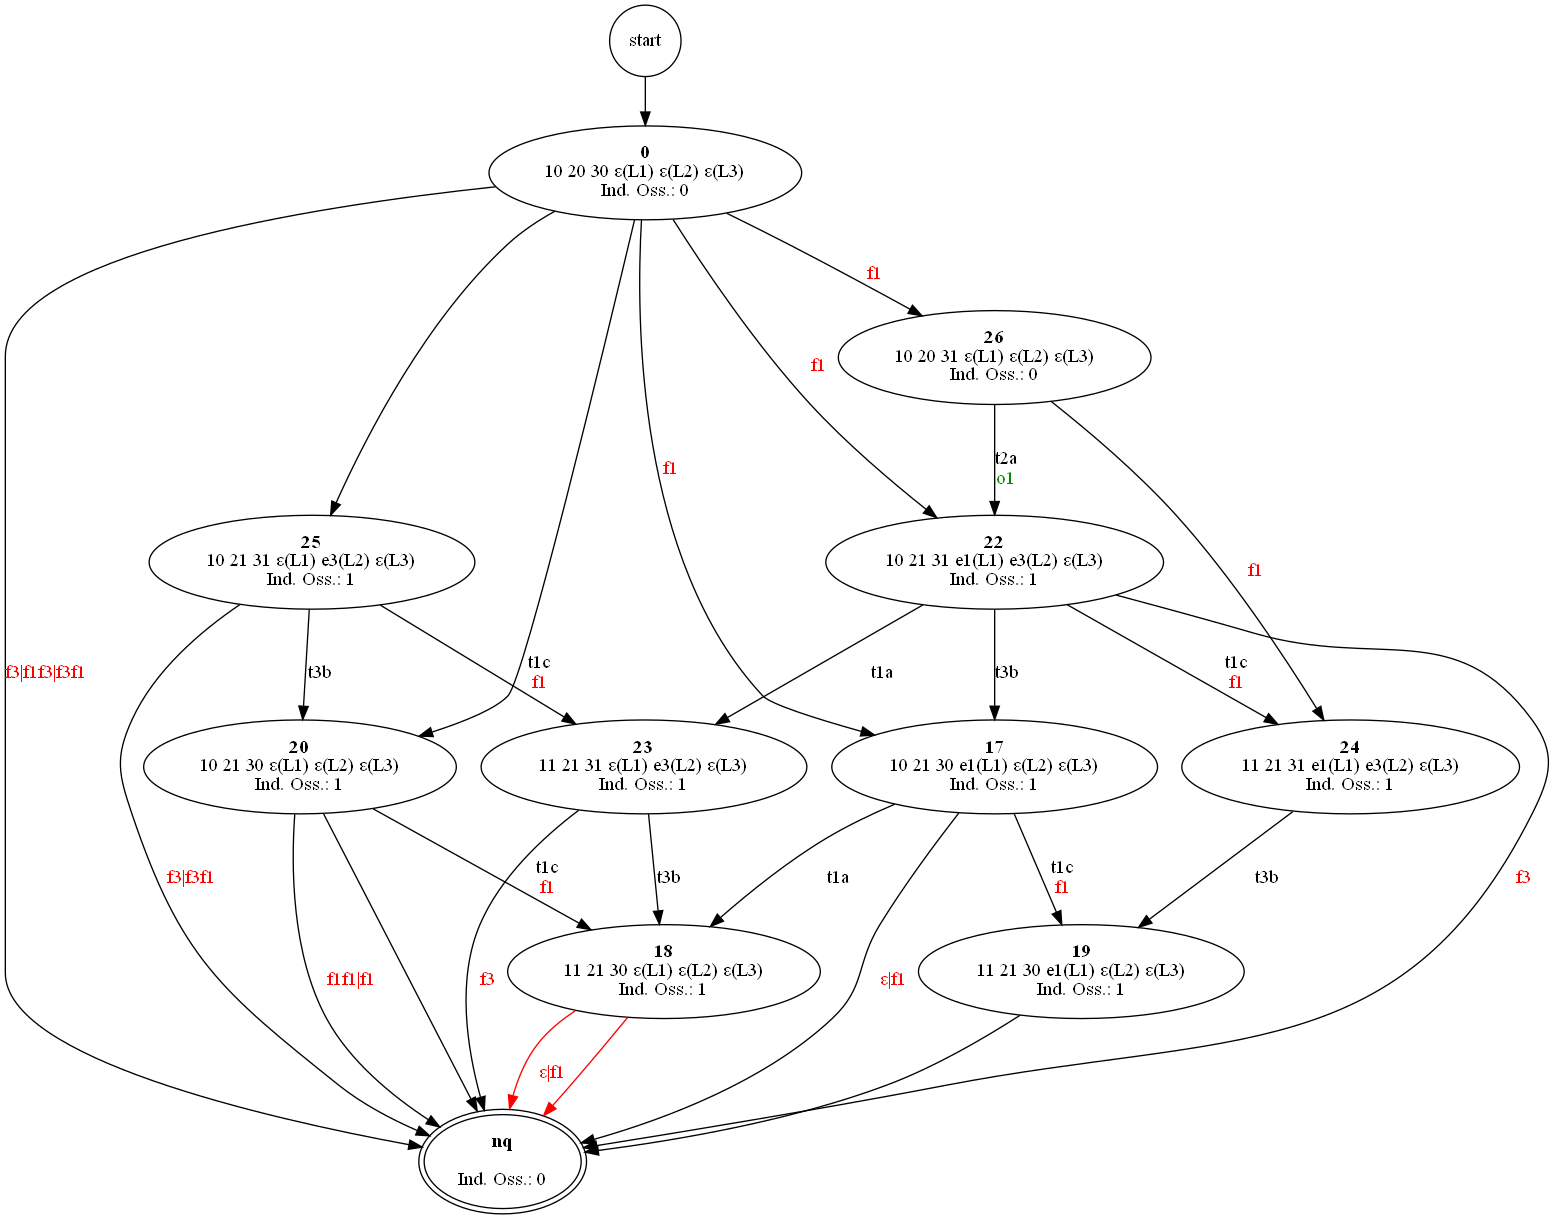 start
0
10 20 30 ε(L1) ε(L2) ε(L3)
Ind. Oss.: 0
f1
26
10 20 31 ε(L1) ε(L2) ε(L3)
Ind. Oss.: 0
f1
t2a
o1
f1
25
10 21 31 ε(L1) e3(L2) ε(L3)
Ind. Oss.: 1
22
10 21 31 e1(L1) e3(L2) ε(L3)
Ind. Oss.: 1
f1
f3|f1f3|f3f1
t3b
t1c
f1
t1a
t3b
t1c
f1
20
10 21 30 ε(L1) ε(L2) ε(L3)
Ind. Oss.: 1
23
11 21 31 ε(L1) e3(L2) ε(L3)
Ind. Oss.: 1
17
10 21 30 e1(L1) ε(L2) ε(L3)
Ind. Oss.: 1
24
11 21 31 e1(L1) e3(L2) ε(L3)
Ind. Oss.: 1
f3|f3f1
t1c
f1
t3b
t1a
t1c
f1
t3b
f3
f1f1|f1
f3
18
11 21 30 ε(L1) ε(L2) ε(L3)
Ind. Oss.: 1
ε|f1
19
11 21 30 e1(L1) ε(L2) ε(L3)
Ind. Oss.: 1
ε|f1
nq
Ind. Oss.: 0